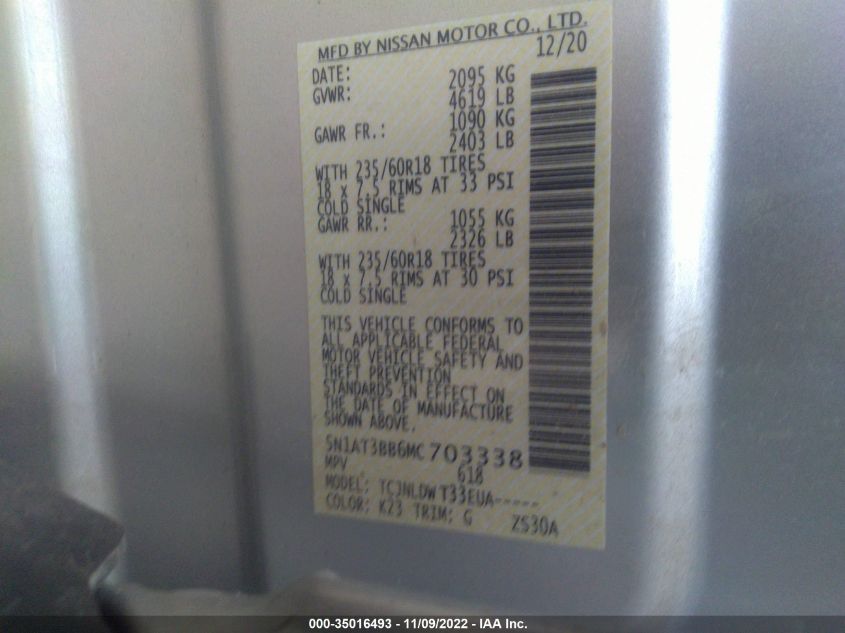 MFD BY NISSAN MOTOR CO., LTD.
DATE: 12/20
GVWR: 2095 KG
4619 LB
GAWR FR.: 1090 KG
2403 LB
WITH 235/60R18 TIRES
18 x 7.5 RIMS AT 33 PSI
COLD SINGLE
GAWR RR.: 1055 KG
2326 LB
WITH 235/60R18 TIRES
18 x 7.5 RIMS AT 30 PSI
COLD SINGLE
THIS VEHICLE CONFORMS TO
ALL APPLICABLE FEDERAL
MOTOR VEHICLE SAFETY AND
THEFT PREVENTION
STANDARDS IN EFFECT ON
THE DATE OF MANUFACTURE
SHOWN ABOVE.
5N1AT3BB6MC703338
MPV 618
MODEL: TCJNLDW T33EUA-----
COLOR: K23 TRIM: G ZS30A
000-35016493 - 11/09/2022 - IAA Inc.